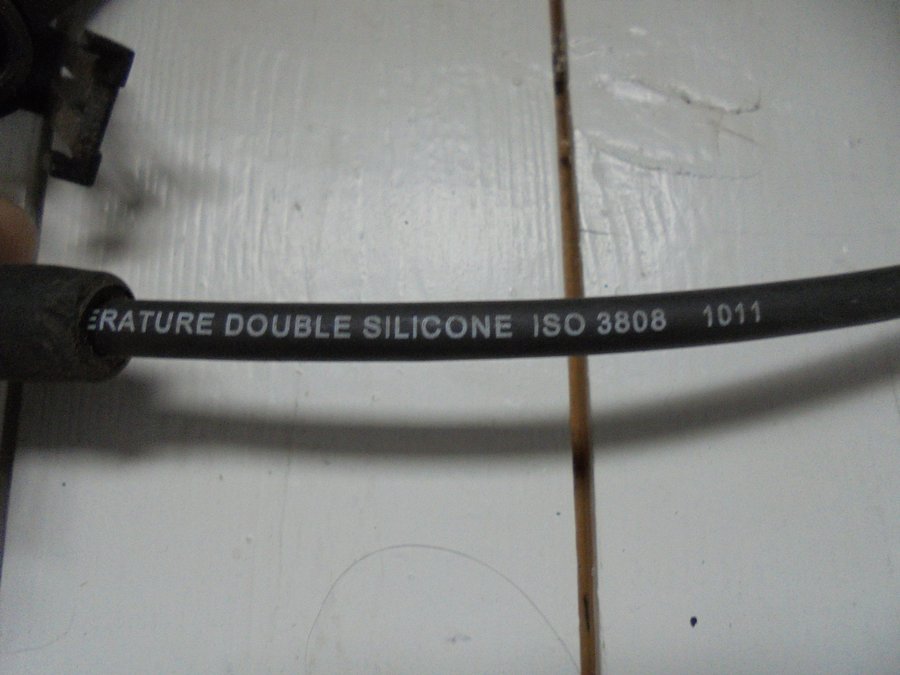 ERATURE DOUBLE SILICONE ISO 3808 1011